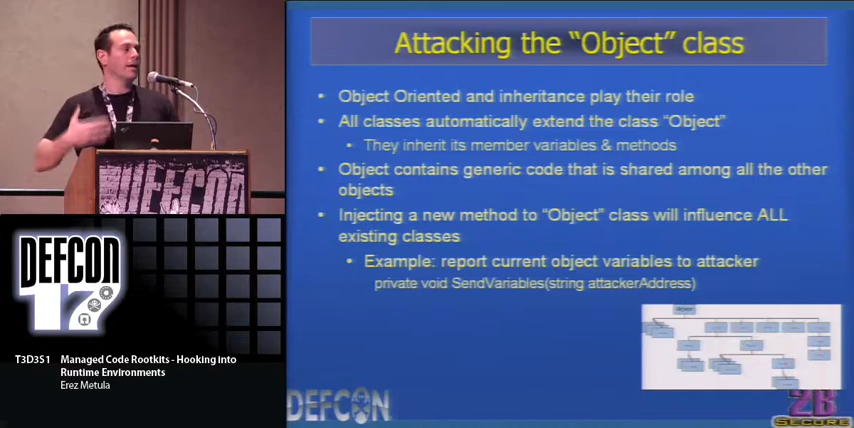 Attacking the “Object” class
• Object Oriented and inheritance play their role
• All classes automatically extend the class “Object”
• They inherit its member variables & methods
• Object contains generic code that is shared among all the other
objects
• Injecting a new method to “Object” class will influence ALL
existing classes
• Example: report current object variables to attacker
private void SendVariables(string attackerAddress)
DEFCON
DEFCON
17
T3D3S1 Managed Code Rootkits - Hooking into
Runtime Environments
Erez Metula
DEFCON
2B
SECURE